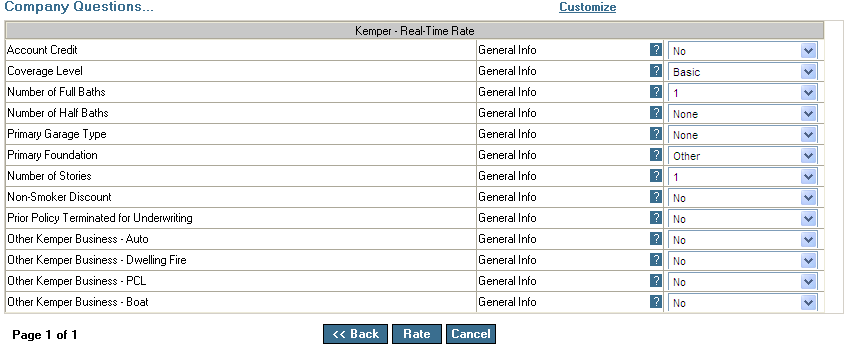 Company Questions... Customize
Kemper - Real-Time Rate
Account Credit General Info ? No
Coverage Level General Info ? Basic
Number of Full Baths General Info ? 1
Number of Half Baths General Info ? None
Primary Garage Type General Info ? None
Primary Foundation General Info ? Other
Number of Stories General Info ? 1
Non-Smoker Discount General Info ? No
Prior Policy Terminated for Underwriting General Info ? No
Other Kemper Business - Auto General Info ? No
Other Kemper Business - Dwelling Fire General Info ? No
Other Kemper Business - PCL General Info ? No
Other Kemper Business - Boat General Info ? No
Page 1 of 1 << Back Rate Cancel